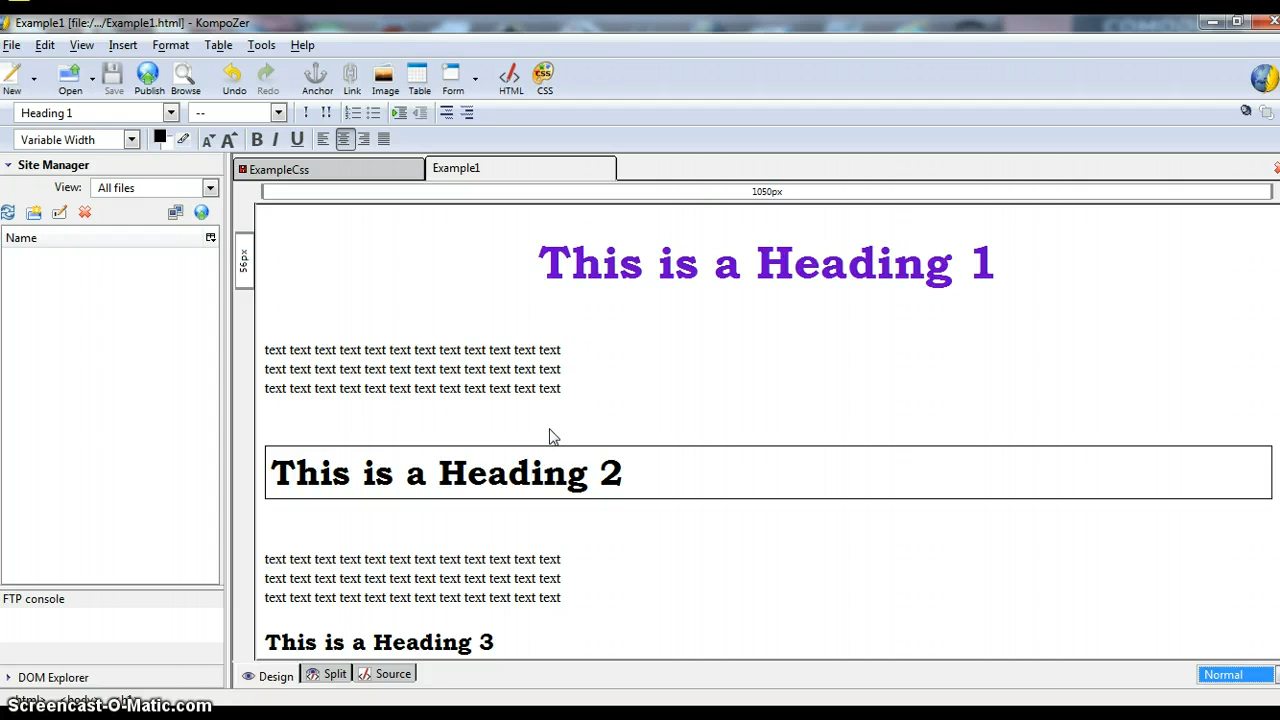 Example1 [file:/.../Example1.html] - KompoZer
File Edit View Insert Format Table Tools Help
New Open Save Publish Browse Undo Redo Anchor Link Image Table Form HTML CSS
Heading 1 --
Variable Width B I U
Site Manager
View: All files
Name
FTP console
DOM Explorer
ExampleCss Example1
1050px
56px
This is a Heading 1
text text text text text text text text text text text text
text text text text text text text text text text text text
text text text text text text text text text text text text
This is a Heading 2
text text text text text text text text text text text text
text text text text text text text text text text text text
text text text text text text text text text text text text
This is a Heading 3
Design Split Source Normal
Screencast-O-Matic.com